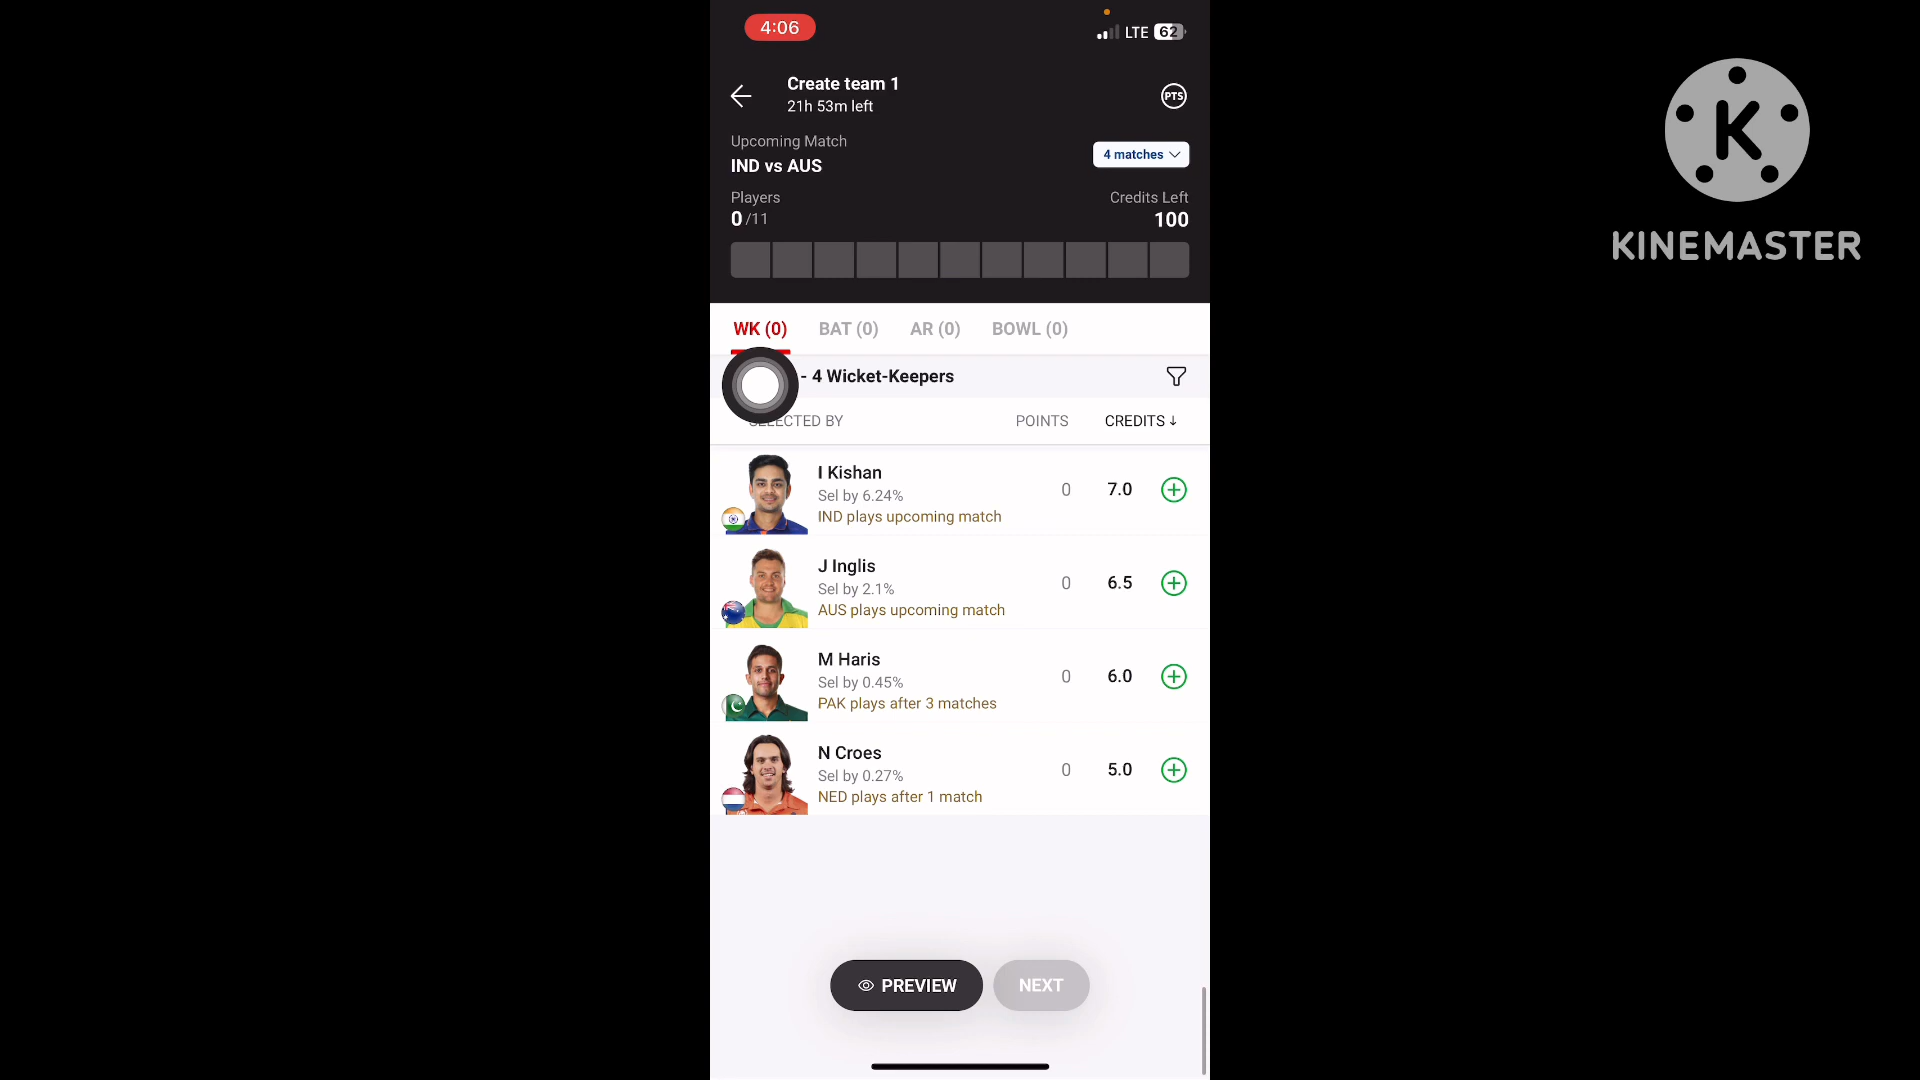 4:06
LTE 62
Create team 1
21h 53m left
PTS
Upcoming Match
IND vs AUS
4 matches
Players
0/11
Credits Left
100
WK (0) BAT (0) AR (0) BOWL (0)
- 4 Wicket-Keepers
SELECTED BY POINTS CREDITS ↓
I Kishan
Sel by 6.24%
IND plays upcoming match
0 7.0
J Inglis
Sel by 2.1%
AUS plays upcoming match
0 6.5
M Haris
Sel by 0.45%
PAK plays after 3 matches
0 6.0
N Croes
Sel by 0.27%
NED plays after 1 match
0 5.0
PREVIEW
NEXT
K
KINEMASTER